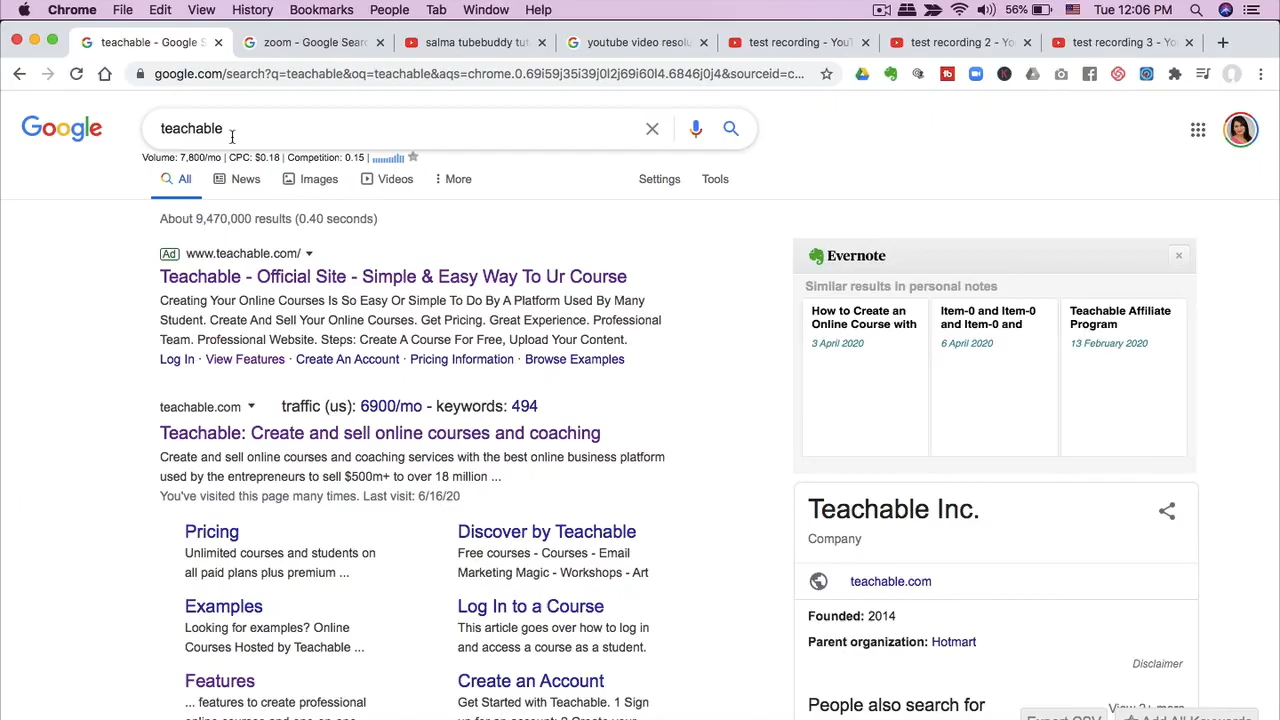 Chrome File Edit View History Bookmarks People Tab Window Help 56% Tue 12:06 PM
teachable - Google S
zoom - Google Sear
salma tubebuddy tut
youtube video resolu
test recording - YouT
test recording 2 - Yo
test recording 3 - Yo
google.com/search?q=teachable&oq=teachable&aqs=chrome.0.69i59j35i39j0l2j69i60l4.6846j0j4&sourceid=c...
Google
teachable
Volume: 7,800/mo | CPC: $0.18 | Competition: 0.15 |
All News Images Videos More Settings Tools
About 9,470,000 results (0.40 seconds)
Ad www.teachable.com/
Teachable - Official Site - Simple & Easy Way To Ur Course
Creating Your Online Courses Is So Easy Or Simple To Do By A Platform Used By Many
Student. Create And Sell Your Online Courses. Get Pricing. Great Experience. Professional
Team. Professional Website. Steps: Create A Course For Free, Upload Your Content.
Log In · View Features · Create An Account · Pricing Information · Browse Examples
teachable.com traffic (us): 6900/mo - keywords: 494
Teachable: Create and sell online courses and coaching
Create and sell online courses and coaching services with the best online business platform
used by the entrepreneurs to sell $500m+ to over 18 million ...
You've visited this page many times. Last visit: 6/16/20
Pricing
Unlimited courses and students on
all paid plans plus premium ...
Discover by Teachable
Free courses - Courses - Email
Marketing Magic - Workshops - Art
Examples
Looking for examples? Online
Courses Hosted by Teachable ...
Log In to a Course
This article goes over how to log in
and access a course as a student.
Features
... features to create professional
Create an Account
Get Started with Teachable. 1 Sign
Evernote
Similar results in personal notes
How to Create an
Online Course with
3 April 2020
Item-0 and Item-0
and Item-0 and
6 April 2020
Teachable Affiliate
Program
13 February 2020
Teachable Inc.
Company
teachable.com
Founded: 2014
Parent organization: Hotmart
Disclaimer
People also search for